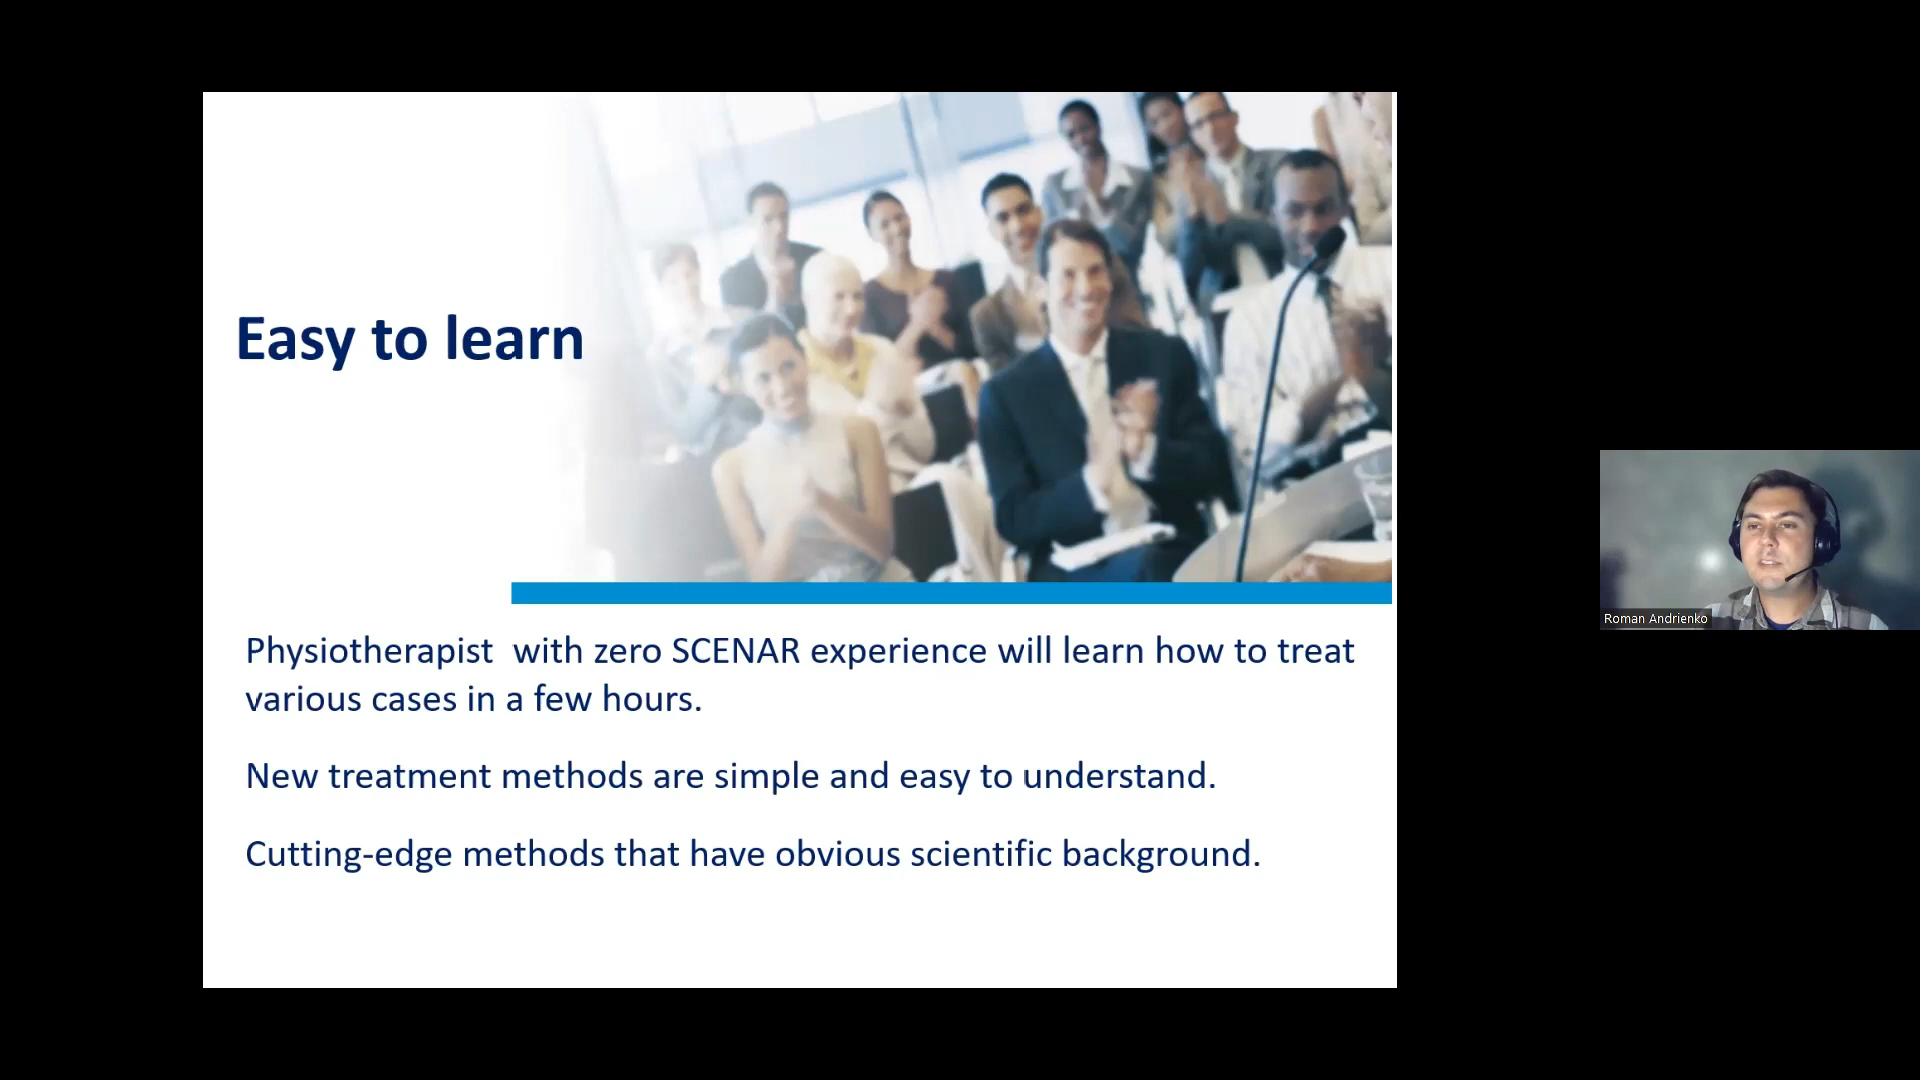 Easy to learn
Physiotherapist  with zero SCENAR experience will learn how to treat
various cases in a few hours.
New treatment methods are simple and easy to understand.
Cutting-edge methods that have obvious scientific background.
Roman Andrienko